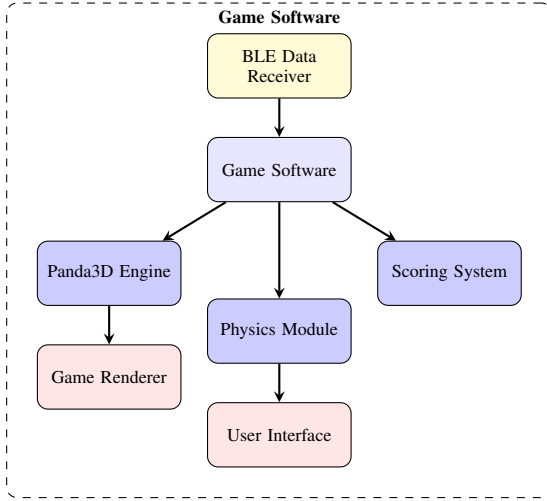 Game Software
BLE Data
Receiver
Game Software
Panda3D Engine
Scoring System
Physics Module
Game Renderer
User Interface